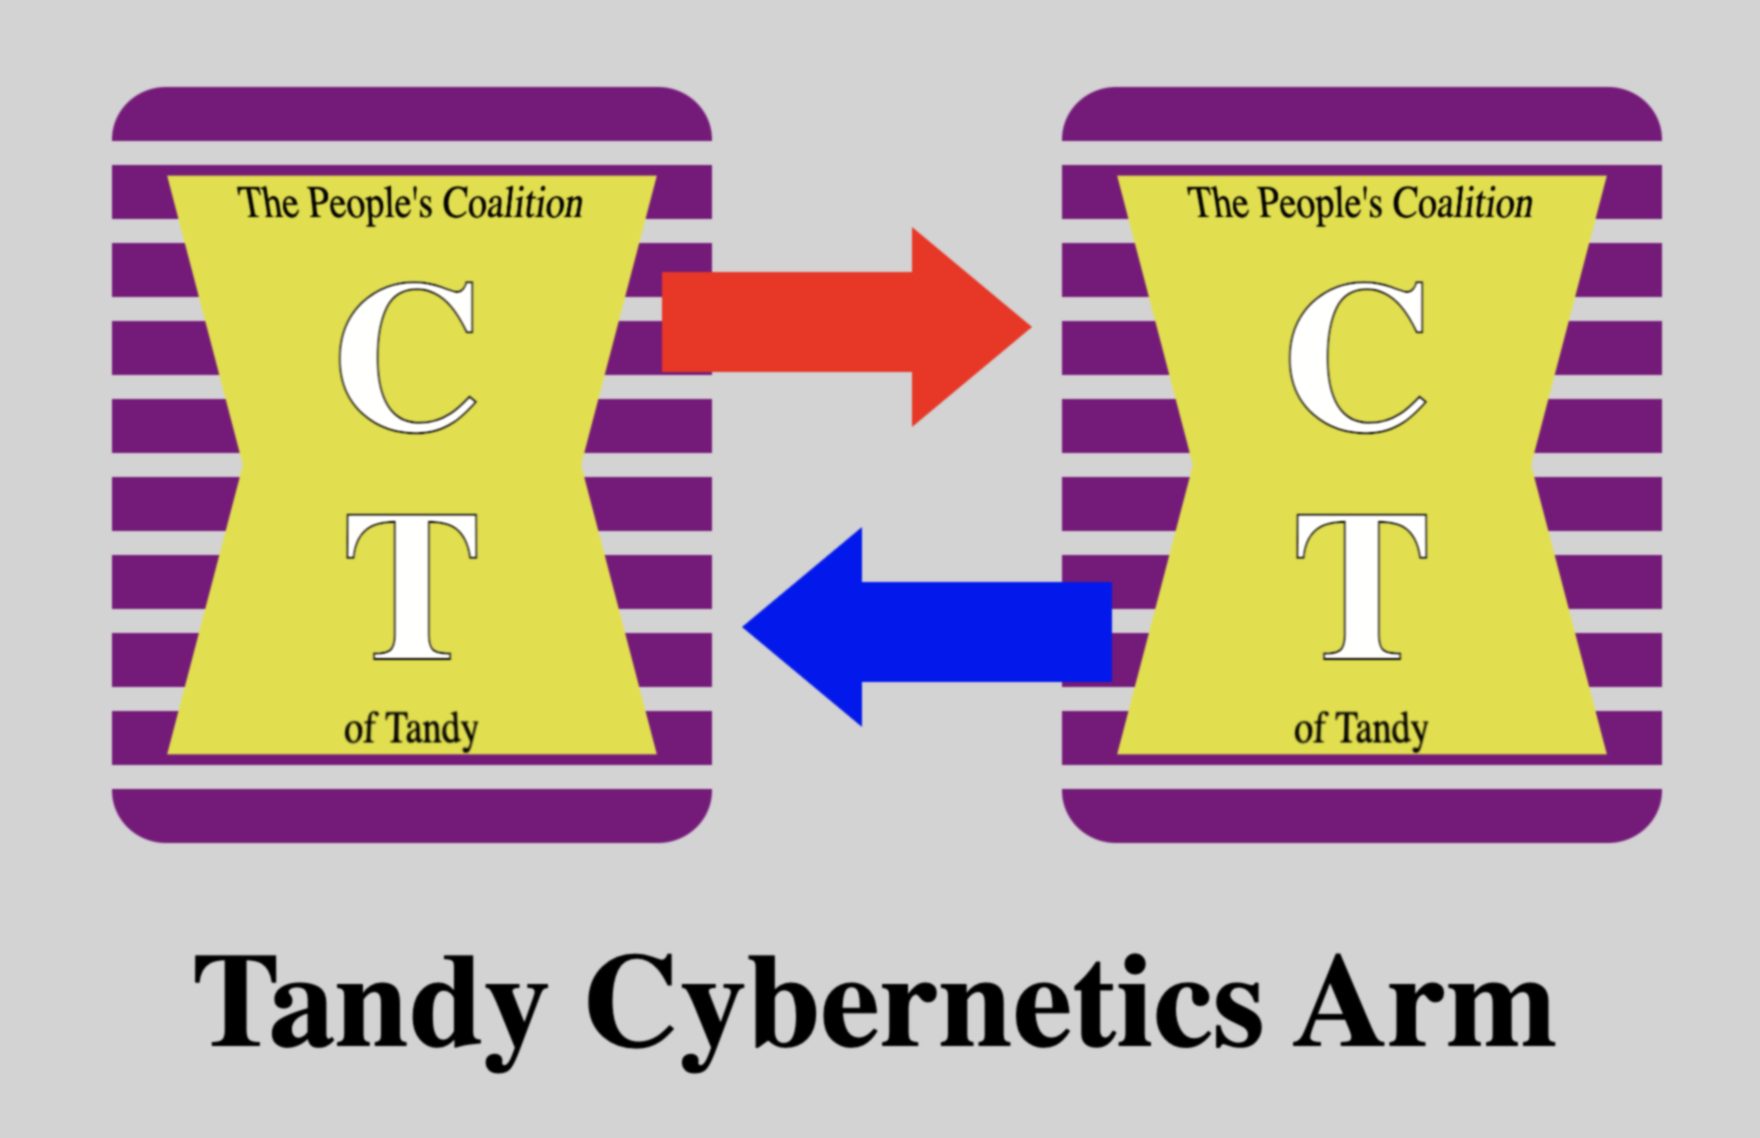 The People's Coalition
C
T
of Tandy
The People's Coalition
C
T
of Tandy
Tandy Cybernetics Arm